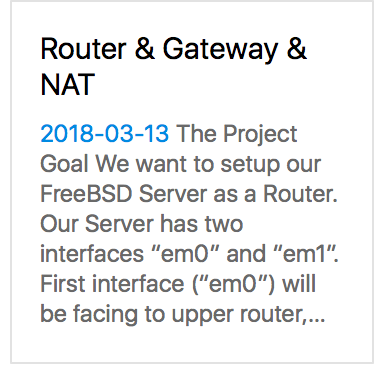 Router & Gateway &
NAT
2018-03-13 The Project
Goal We want to setup our
FreeBSD Server as a Router.
Our Server has two
interfaces “em0” and “em1”.
First interface (“em0”) will
be facing to upper router,...